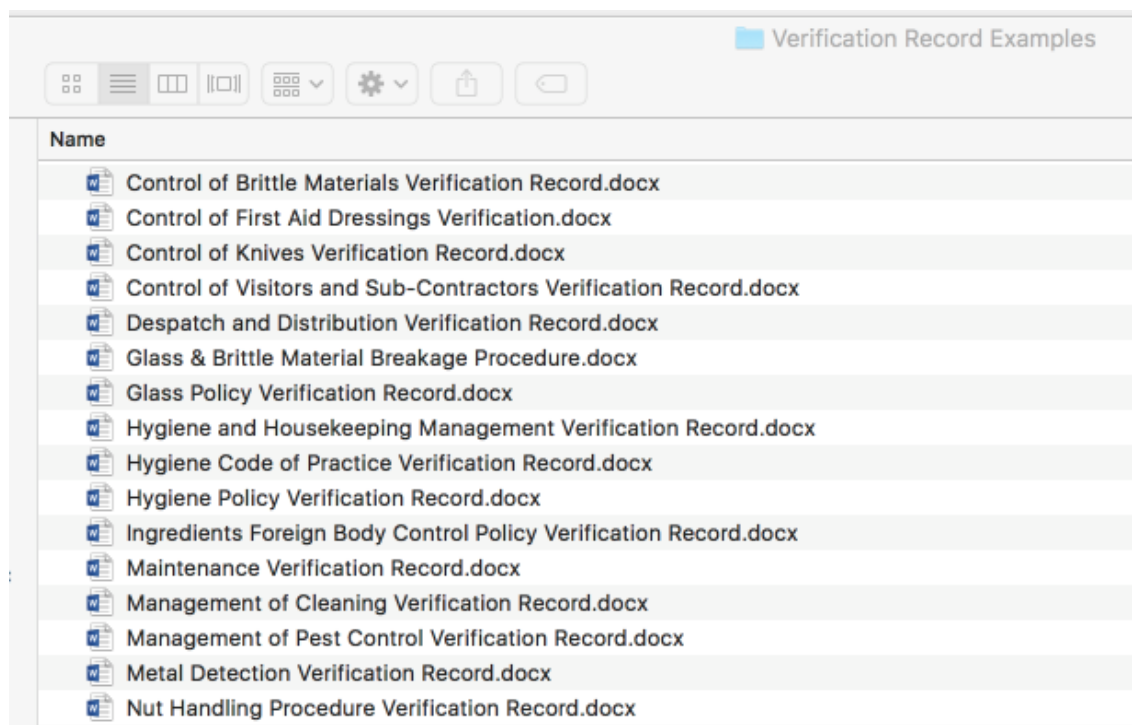 Verification Record Examples
Name
Control of Brittle Materials Verification Record.docx
Control of First Aid Dressings Verification.docx
Control of Knives Verification Record.docx
Control of Visitors and Sub-Contractors Verification Record.docx
Despatch and Distribution Verification Record.docx
Glass & Brittle Material Breakage Procedure.docx
Glass Policy Verification Record.docx
Hygiene and Housekeeping Management Verification Record.docx
Hygiene Code of Practice Verification Record.docx
Hygiene Policy Verification Record.docx
Ingredients Foreign Body Control Policy Verification Record.docx
Maintenance Verification Record.docx
Management of Cleaning Verification Record.docx
Management of Pest Control Verification Record.docx
Metal Detection Verification Record.docx
Nut Handling Procedure Verification Record.docx